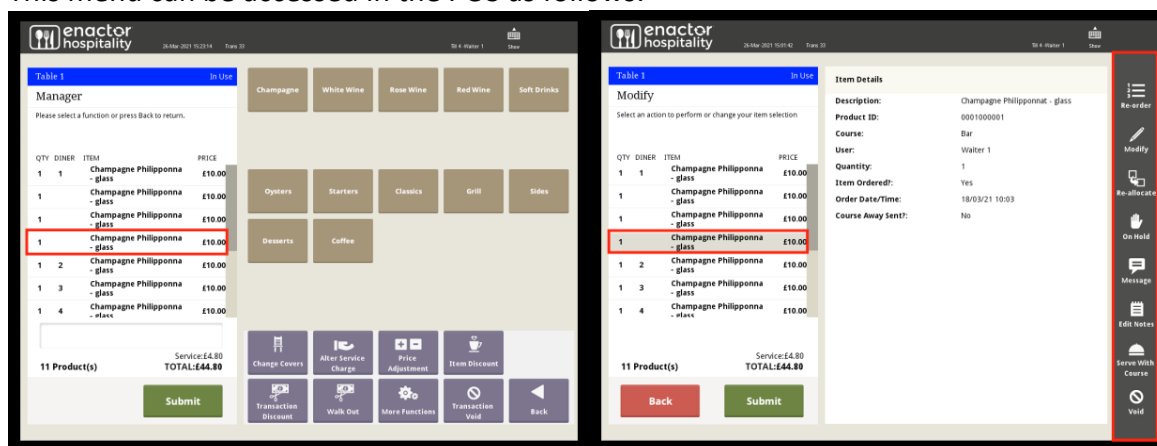 This menu can be accessed in the POS as follows:
enactor
hospitality
26-Mar-2021 15:23:14 Trans 33
Till 4 -Waiter 1
Show
Table 1 In Use
Manager
Please select a function or press Back to return.
QTY DINER ITEM PRICE
1 1 Champagne Philipponna £10.00
- glass
1 Champagne Philipponna £10.00
- glass
1 Champagne Philipponna £10.00
- glass
1 Champagne Philipponna £10.00
- glass
1 2 Champagne Philipponna £10.00
- glass
1 3 Champagne Philipponna £10.00
- glass
1 4 Champagne Philipponna £10.00
- glass
Service:£4.80
11 Product(s) TOTAL:£44.80
Submit
Champagne White Wine Rose Wine Red Wine Soft Drinks
Oysters Starters Classics Grill Sides
Desserts Coffee
Change Covers
Alter Service
Charge
Price
Adjustment
Item Discount
Transaction
Discount
Walk Out
More Functions
Transaction
Void
Back
enactor
hospitality
26-Mar-2021 15:01:42 Trans 33
Till 4 -Waiter 1
Show
Table 1 In Use
Modify
Select an action to perform or change your item selection
QTY DINER ITEM PRICE
1 1 Champagne Philipponna £10.00
- glass
1 Champagne Philipponna £10.00
- glass
1 Champagne Philipponna £10.00
- glass
1 Champagne Philipponna £10.00
- glass
1 2 Champagne Philipponna £10.00
- glass
1 3 Champagne Philipponna £10.00
- glass
1 4 Champagne Philipponna £10.00
- glass
Service:£4.80
11 Product(s) TOTAL:£44.80
Back Submit
Item Details
Description: Champagne Philipponnat - glass
Product ID: 0001000001
Course: Bar
User: Waiter 1
Quantity: 1
Item Ordered?: Yes
Order Date/Time: 18/03/21 10:03
Course Away Sent?: No
Re-order
Modify
Re-allocate
On Hold
Message
Edit Notes
Serve With
Course
Void